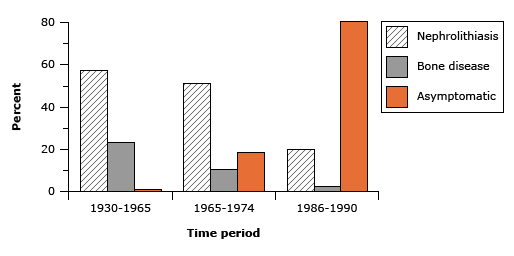 80
60
40
20
0
Percent
1930-1965
1965-1974
1986-1990
Time period
Nephrolithiasis
Bone disease
Asymptomatic